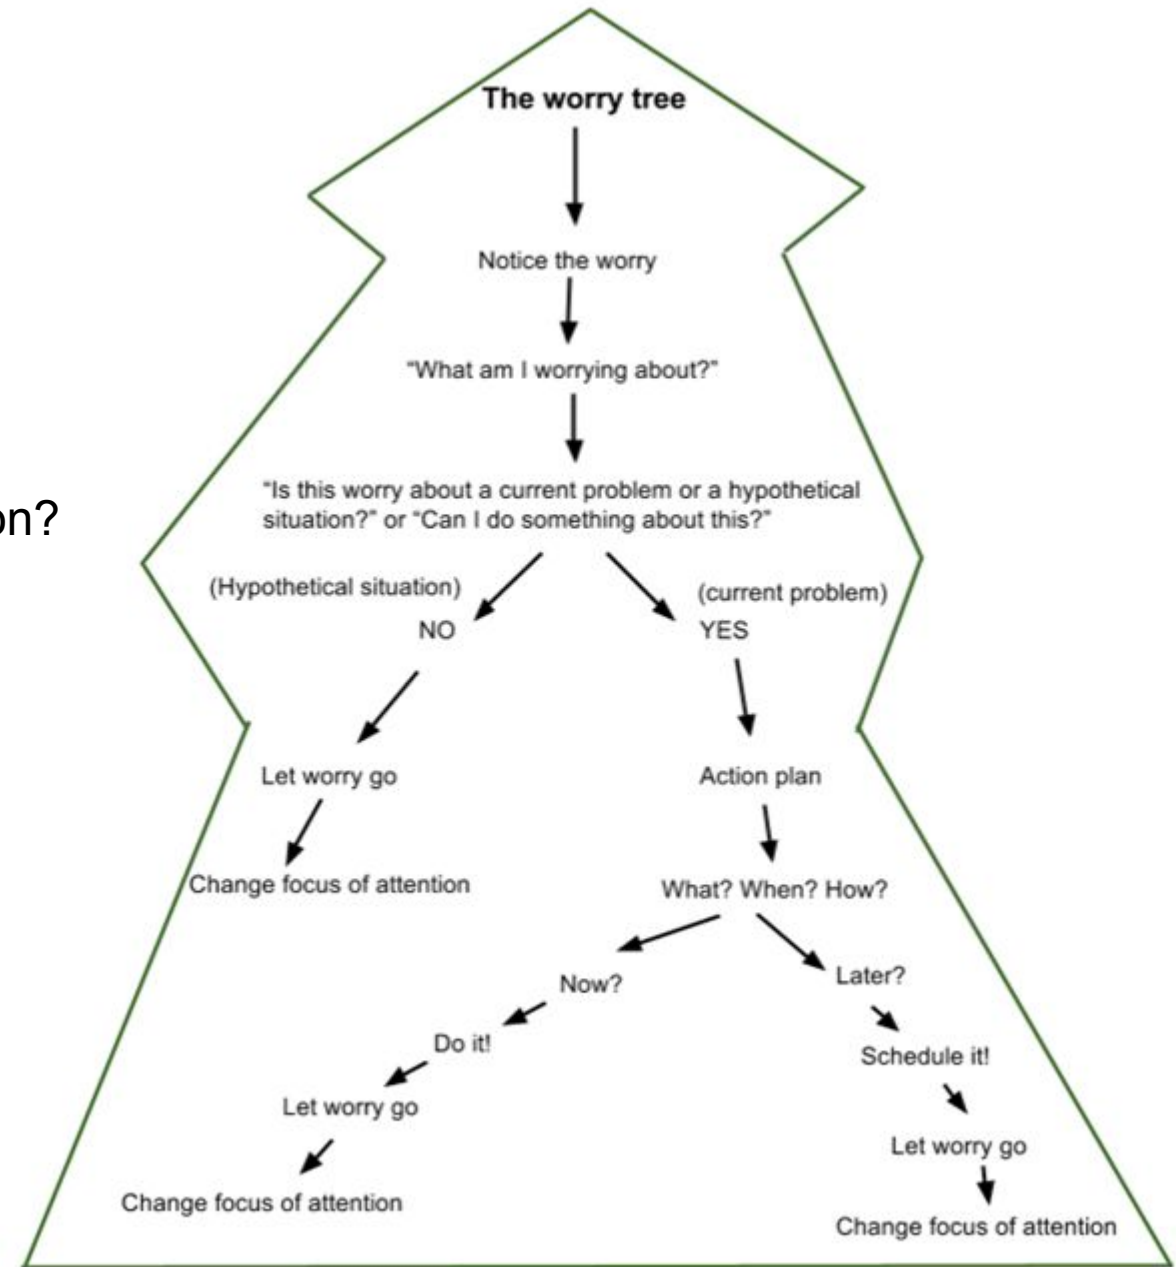 The worry tree
Notice the worry
“What am I worrying about?”
“Is this worry about a current problem or a hypothetical
situation?” or “Can I do something about this?”
on?
(Hypothetical situation)
(current problem)
NO
YES
Let worry go
Action plan
Change focus of attention
What? When? How?
Now?
Later?
Do it!
Schedule it!
Let worry go
Let worry go
Change focus of attention
Change focus of attention